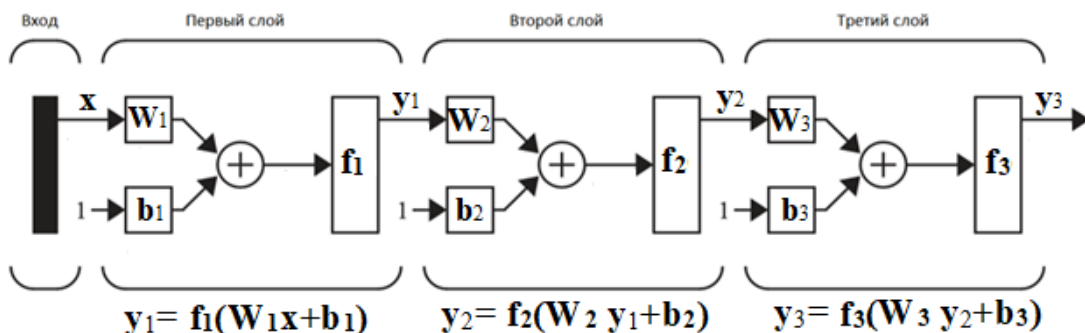 Вход Первый слой Второй слой Третий слой
x y1 y2 y3
W1 W2 W3
f1 f2 f3
1 b1 1 b2 1 b3
y1= f1(W1x+b1) y2= f2(W2 y1+b2) y3= f3(W3 y2+b3)